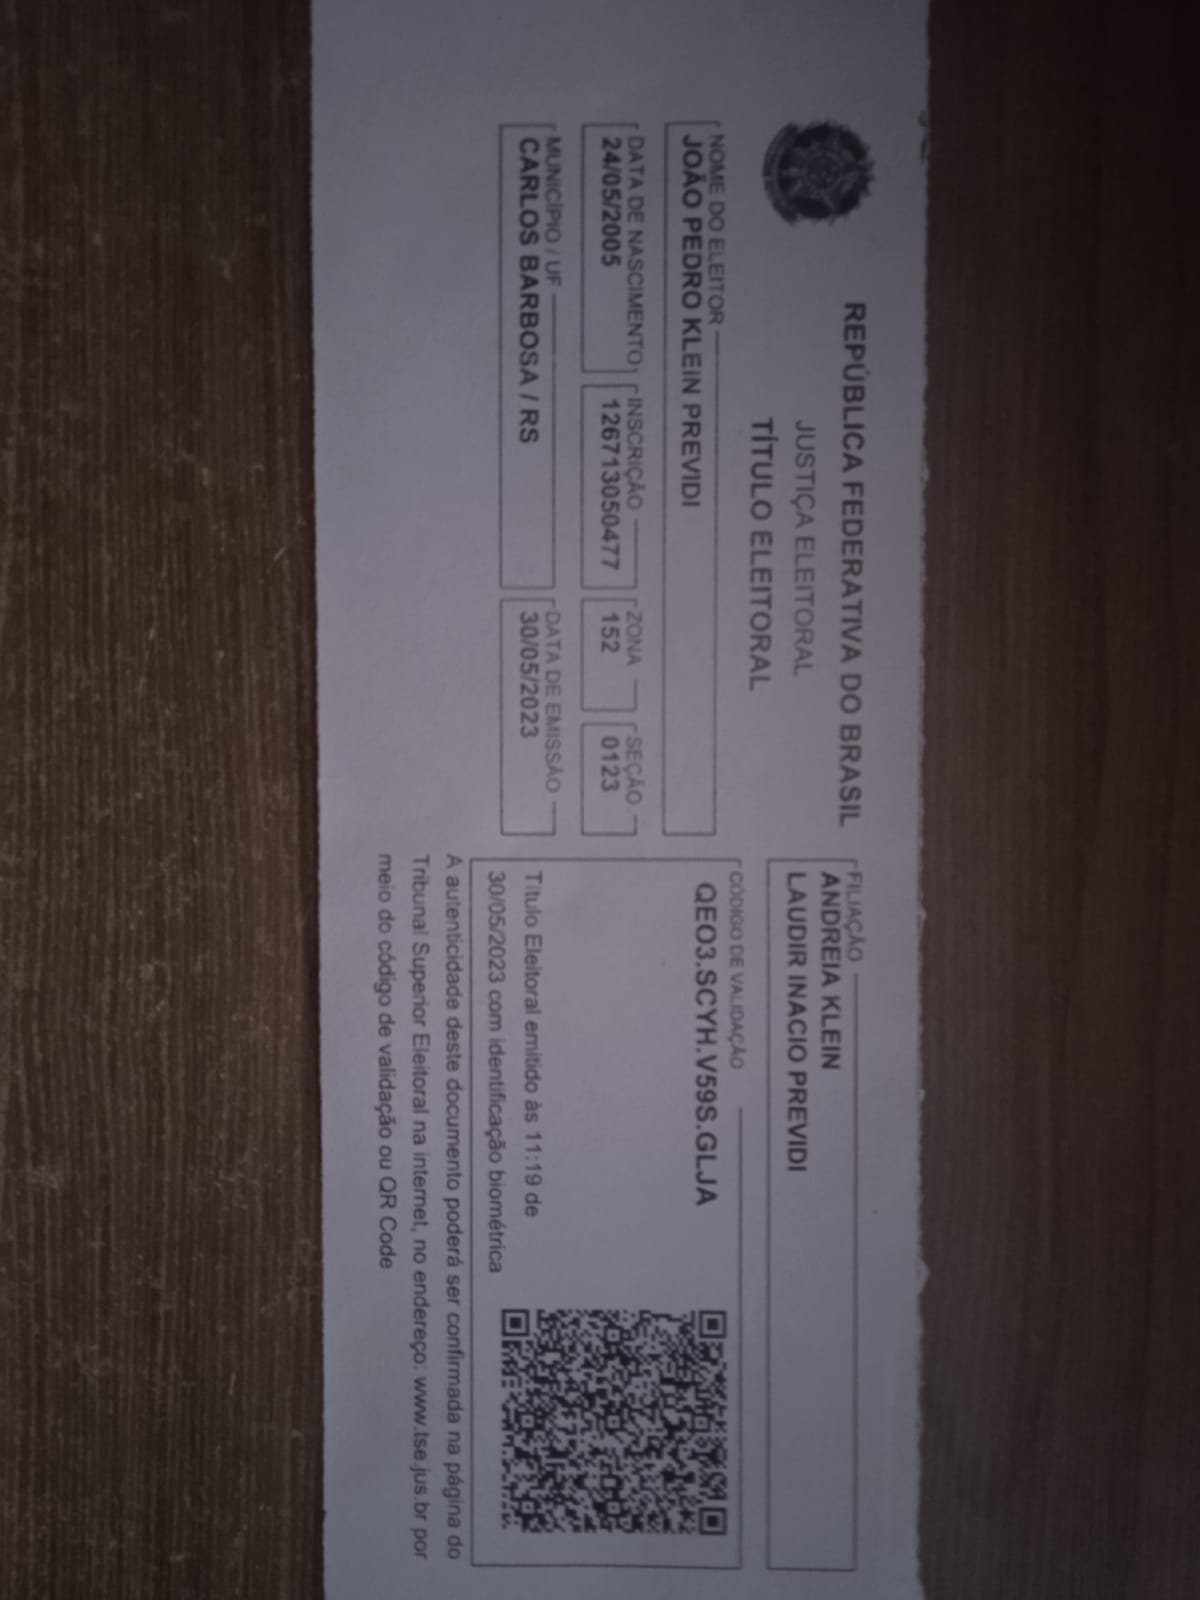 REPÚBLICA FEDERATIVA DO BRASIL
JUSTIÇA ELEITORAL
TÍTULO ELEITORAL
NOME DO ELEITOR
JOÃO PEDRO KLEIN PREVIDI
DATA DE NASCIMENTO INSCRIÇÃO ZONA SEÇÃO
24/05/2005 126713050477 152 0123
MUNICÍPIO / UF DATA DE EMISSÃO
CARLOS BARBOSA / RS 30/05/2023
FILIAÇÃO
ANDREIA KLEIN
LAUDIR INACIO PREVIDI
CÓDIGO DE VALIDAÇÃO
QEO3.SCYH.V59S.GLJA
Título Eleitoral emitido às 11:19 de
30/05/2023 com identificação biométrica
A autenticidade deste documento poderá ser confirmada na página do
Tribunal Superior Eleitoral na internet, no endereço: www.tse.jus.br por
meio do código de validação ou QR Code